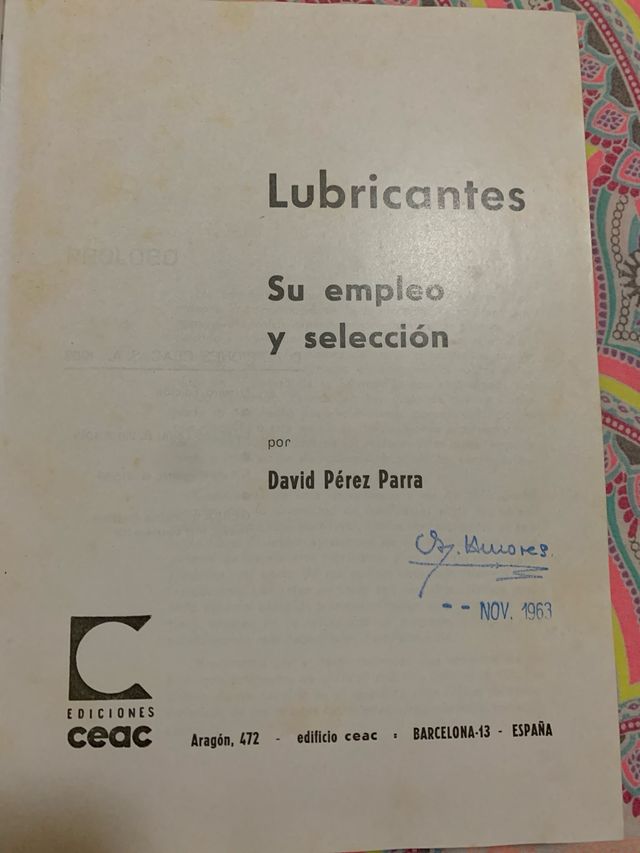 Lubricantes
Su empleo
y selección
por
David Pérez Parra
Amores
-- NOV. 1963
EDICIONES
ceac
Aragón, 472 - edificio ceac : BARCELONA-13 - ESPAÑA